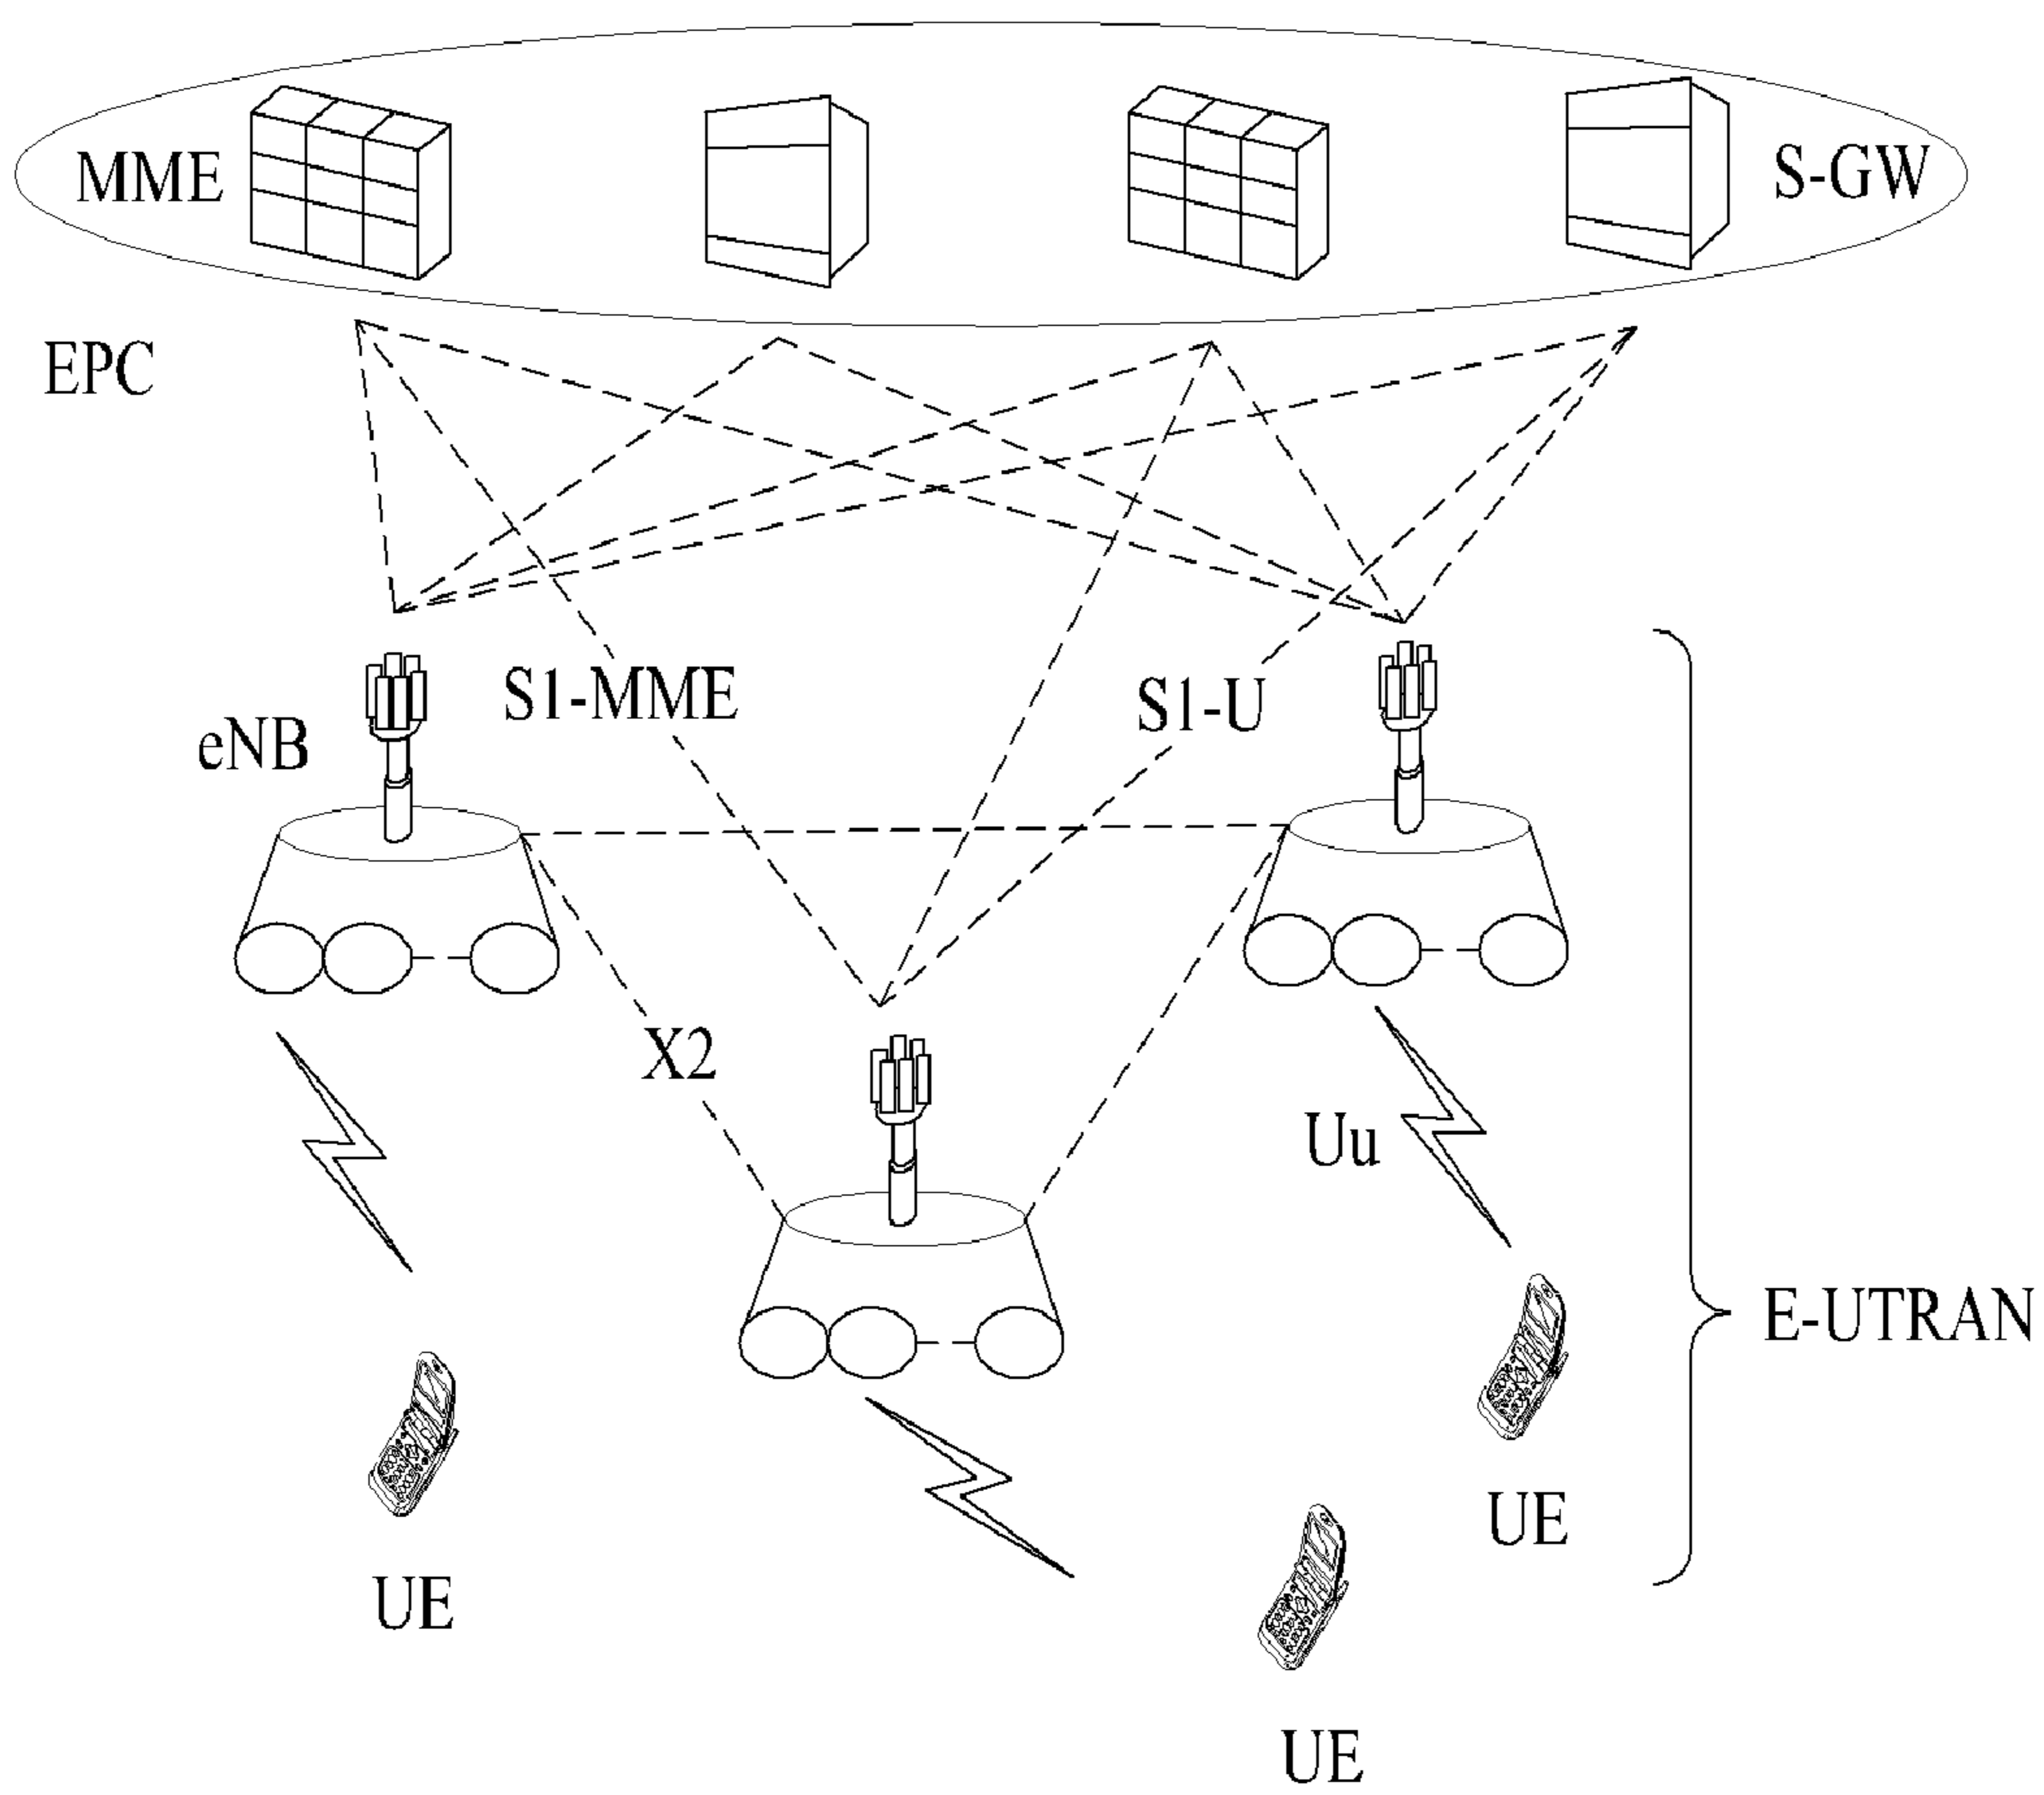 MME
S-GW
EPC
S1-MME
S1-U
eNB
X2
Uu
E-UTRAN
UE
UE
UE